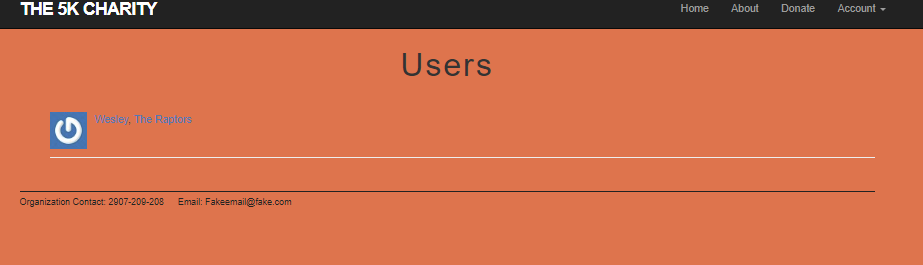 THE 5K CHARITY
Home About Donate Account
Users
Wesley, The Raptors
Organization Contact: 2907-209-208 Email: Fakeemail@fake.com